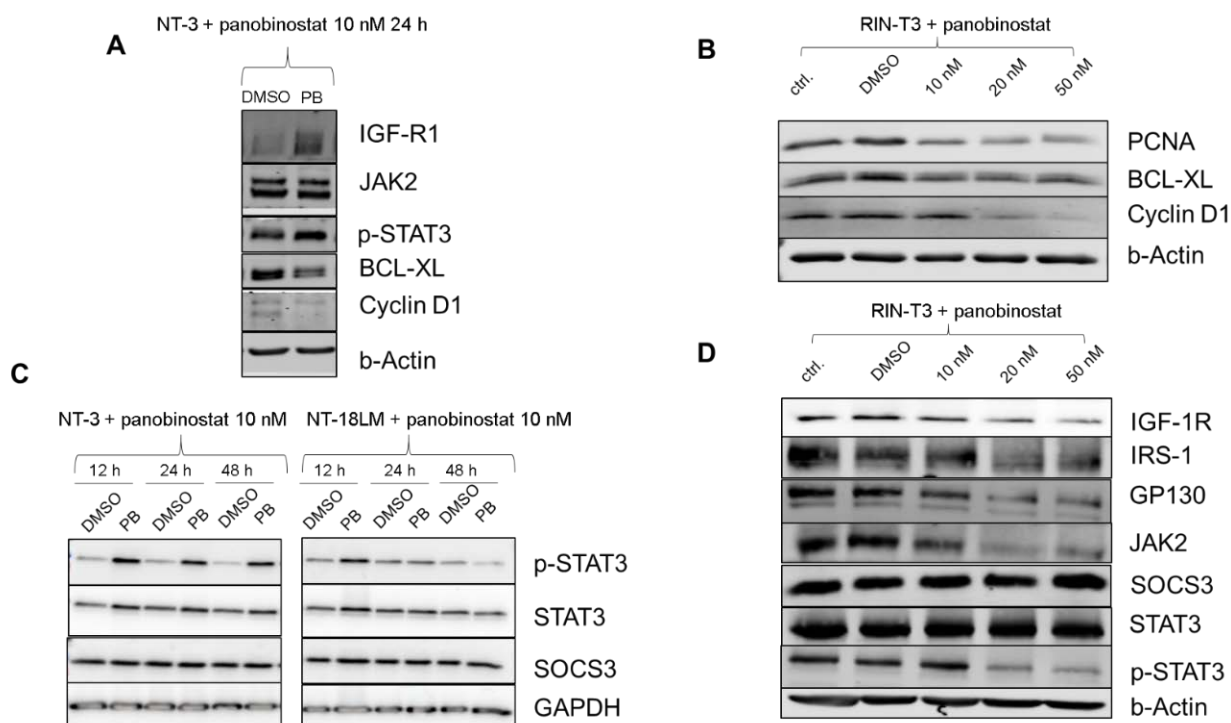 A
NT-3 + panobinostat 10 nM 24 h
DMSO PB
IGF-R1
JAK2
p-STAT3
BCL-XL
Cyclin D1
b-Actin
B
RIN-T3 + panobinostat
ctrl. DMSO 10 nM 20 nM 50 nM
PCNA
BCL-XL
Cyclin D1
b-Actin
C
NT-3 + panobinostat 10 nM NT-18LM + panobinostat 10 nM
12 h 24 h 48 h 12 h 24 h 48 h
DMSO PB DMSO PB DMSO PB DMSO PB DMSO PB DMSO PB
p-STAT3
STAT3
SOCS3
GAPDH
D
RIN-T3 + panobinostat
ctrl. DMSO 10 nM 20 nM 50 nM
IGF-1R
IRS-1
GP130
JAK2
SOCS3
STAT3
p-STAT3
b-Actin